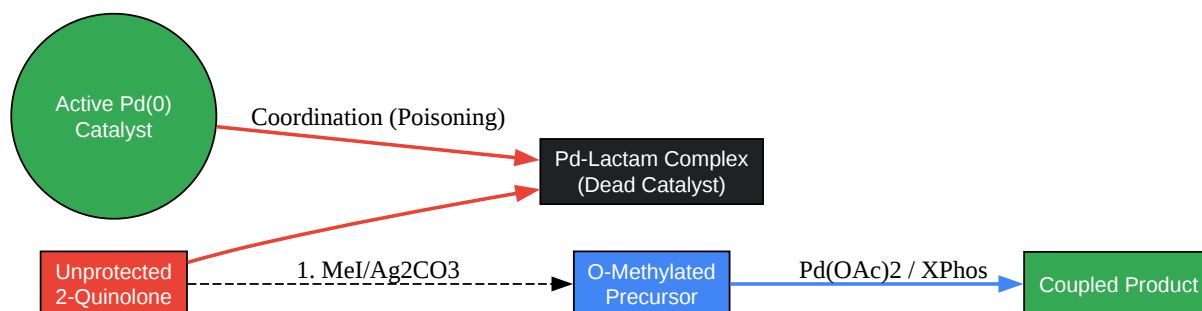 Active Pd(0)
Catalyst
Coordination (Poisoning)
Pd-Lactam Complex
(Dead Catalyst)
Unprotected
2-Quinolone
1. MeI/Ag2CO3
O-Methylated
Precursor
Pd(OAc)2 / XPhos
Coupled Product